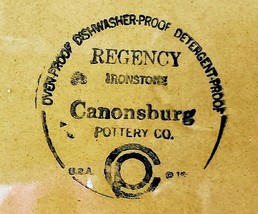 OVEN-PROOF DISHWASHER-PROOF DETERGENT-PROOF
REGENCY
IRONSTONE
Canonsburg
POTTERY CO.
U.S.A.